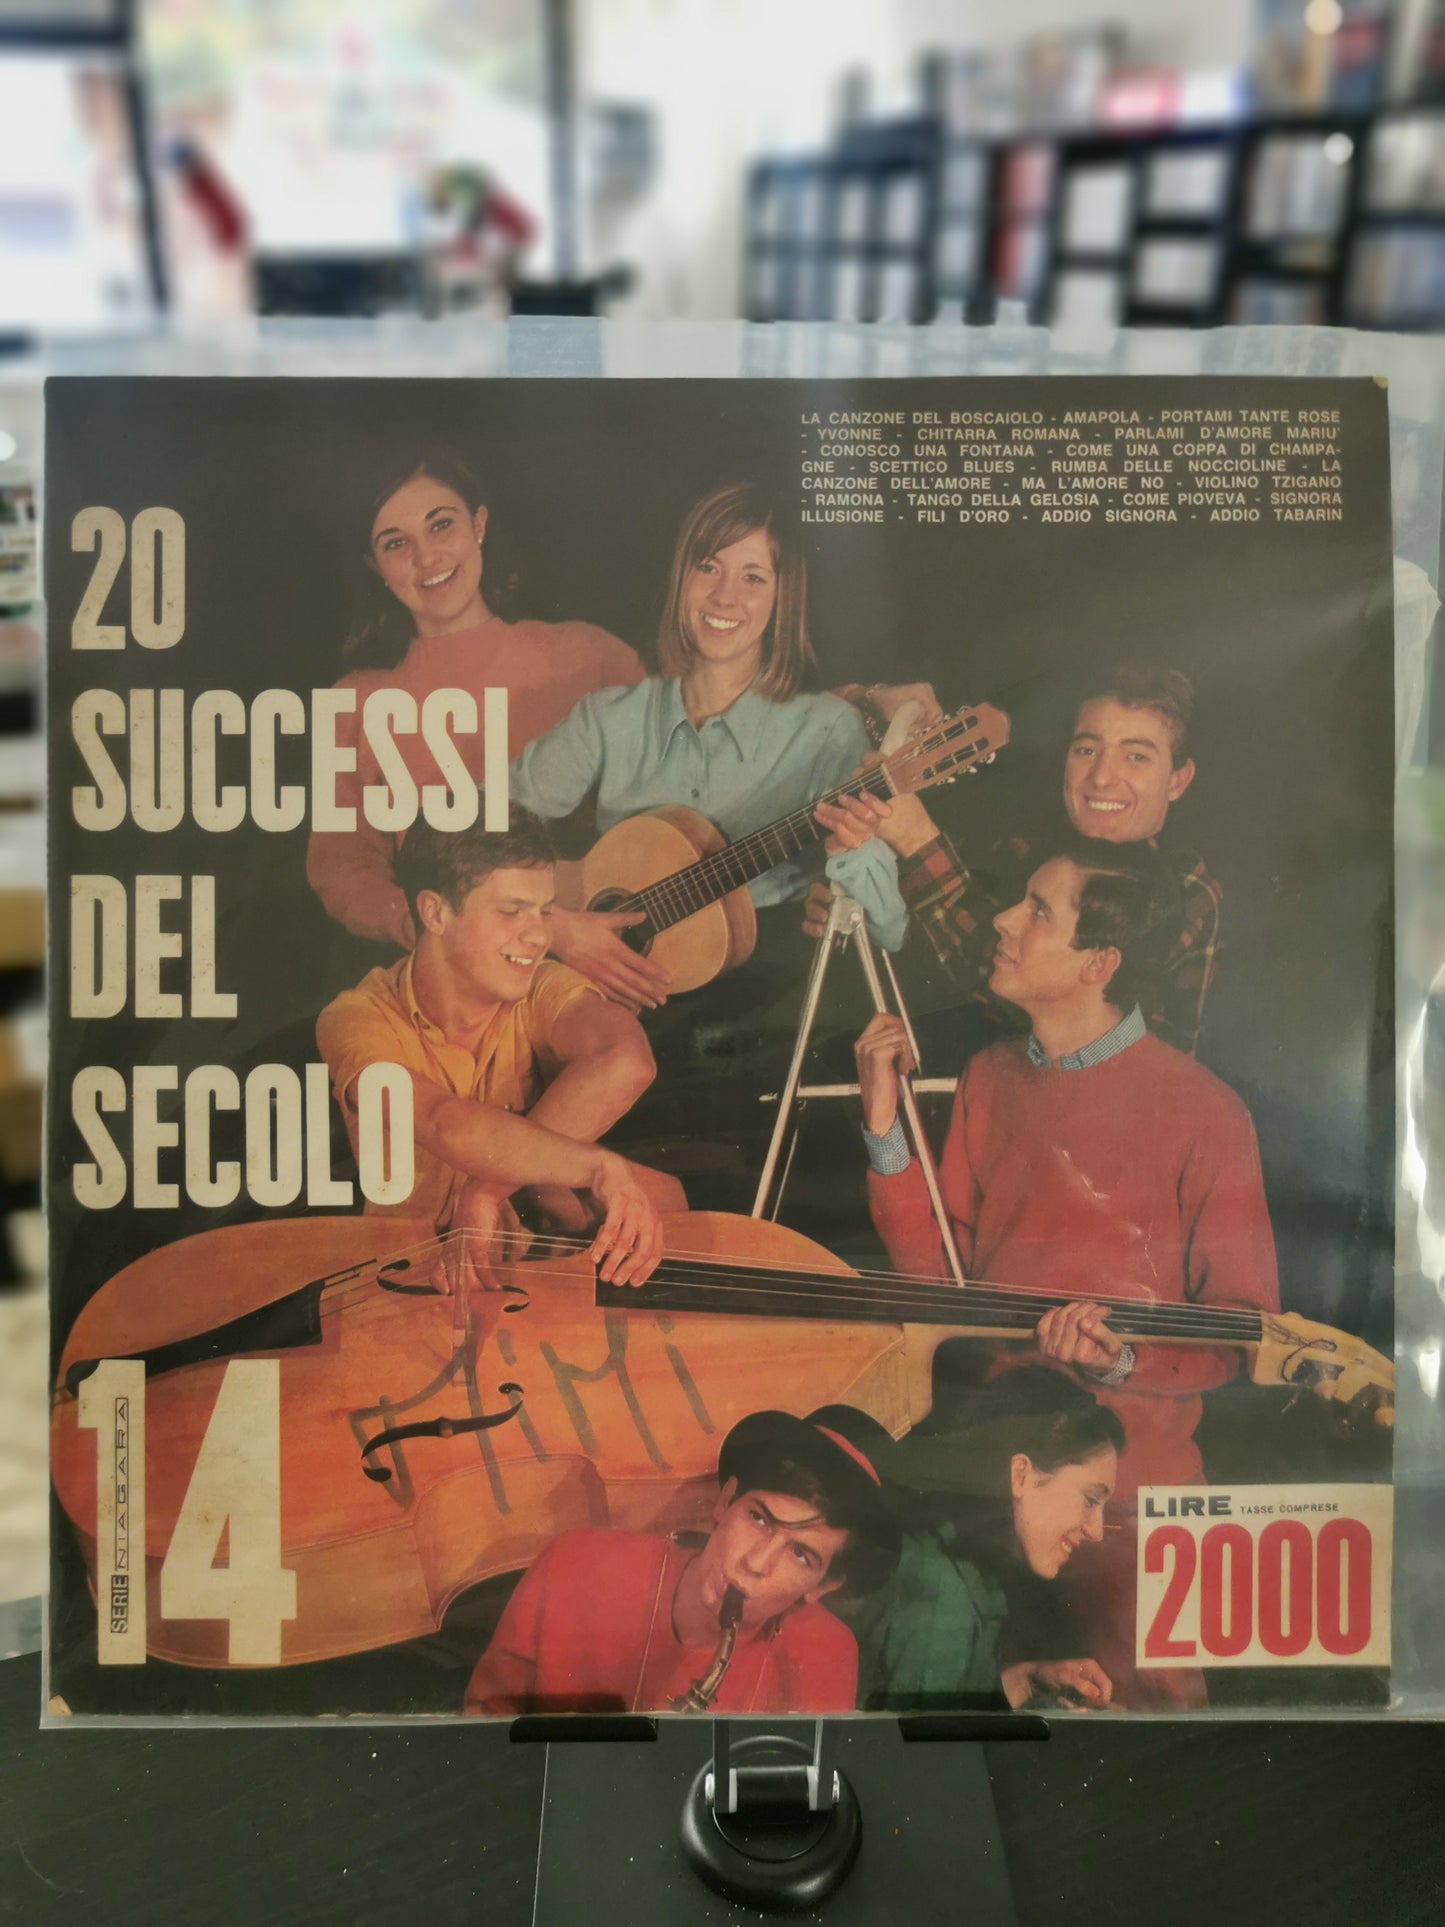 LA CANZONE DEL BOSCAIOLO - AMAPOLA - PORTAMI TANTE ROSE
- YVONNE - CHITARRA ROMANA - PARLAMI D'AMORE MARIU'
- CONOSCO UNA FONTANA - COME UNA COPPA DI CHAMPA-
GNE - SCETTICO BLUES - RUMBA DELLE NOCCIOLINE - LA
CANZONE DELL'AMORE - MA L'AMORE NO - VIOLINO TZIGANO
- RAMONA - TANGO DELLA GELOSIA - COME PIOVEVA - SIGNORA
ILLUSIONE - FILI D'ORO - ADDIO SIGNORA - ADDIO TABARIN
20
SUCCESSI
DEL
SECOLO
MiMi
14
SERIE NIAGARA
LIRE TASSE COMPRESE
2000